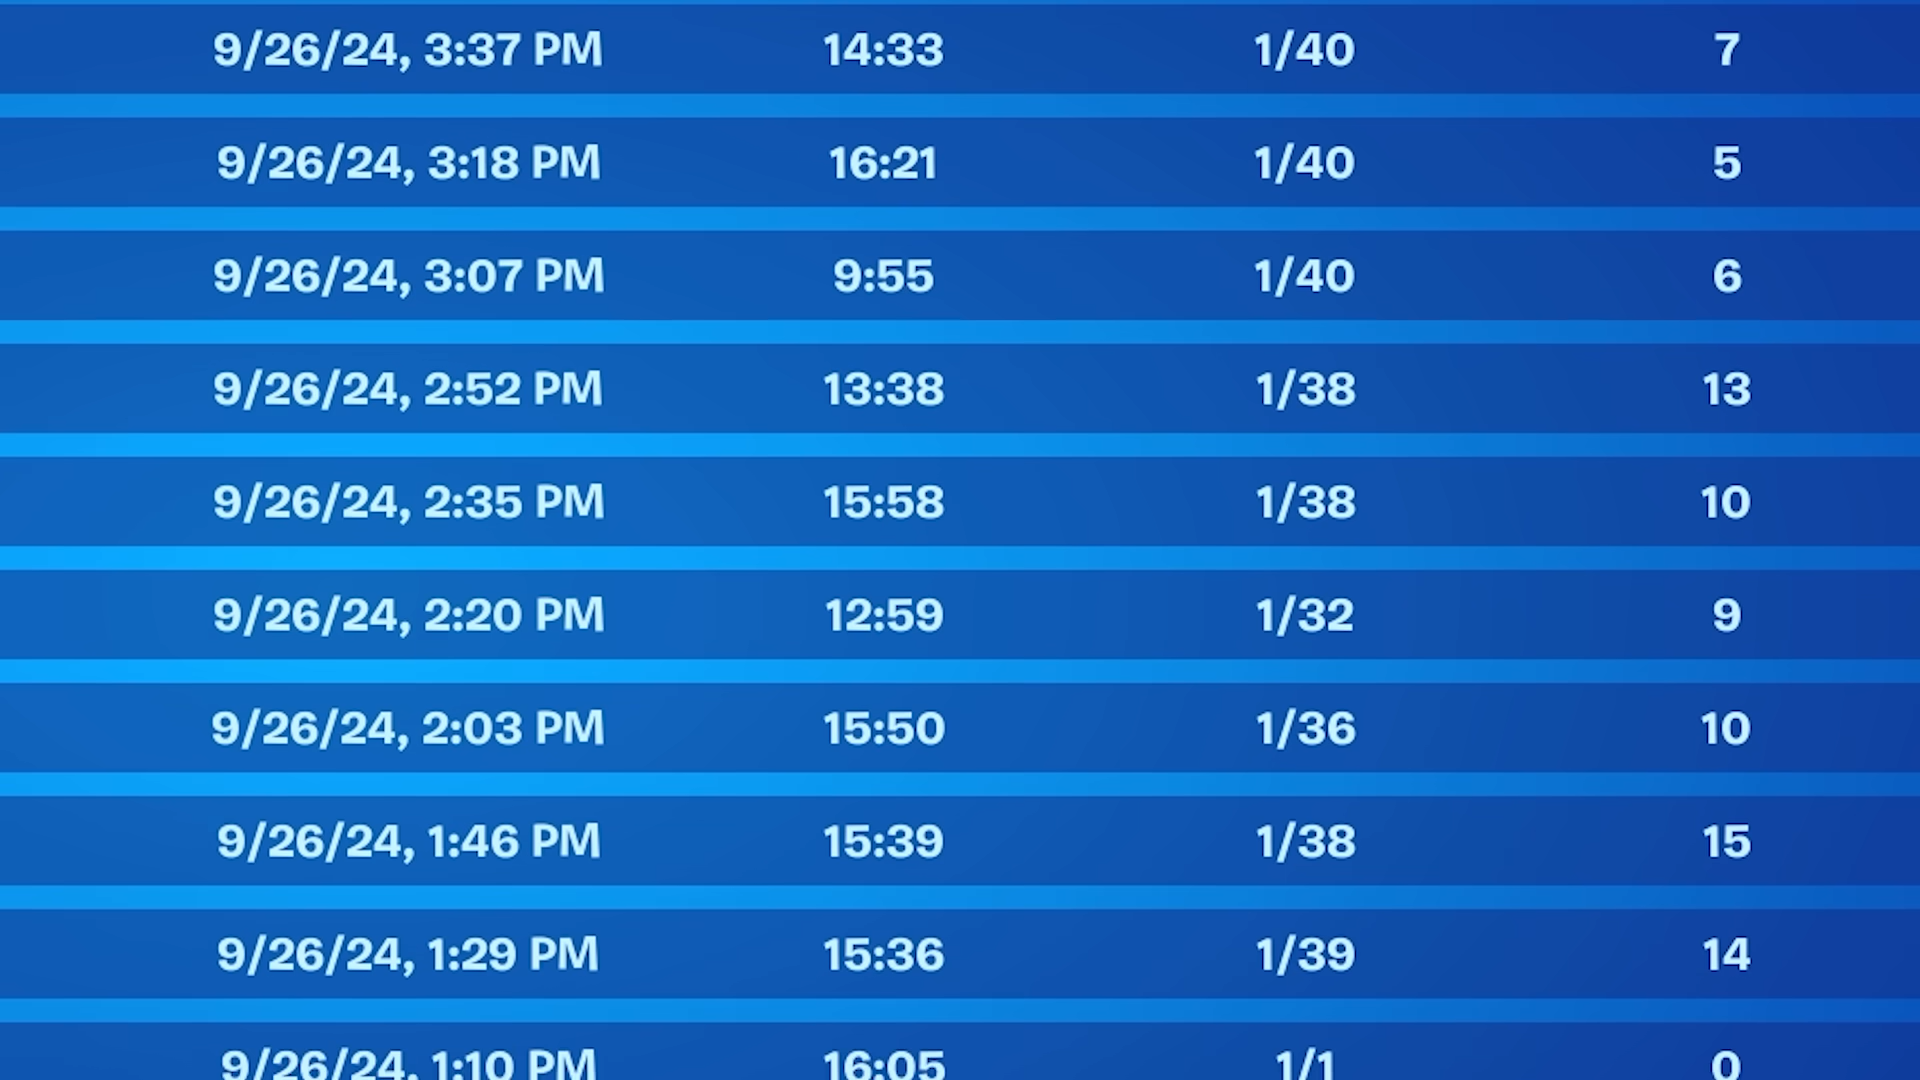 9/26/24, 3:37 PM 14:33 1/40 7
9/26/24, 3:18 PM 16:21 1/40 5
9/26/24, 3:07 PM 9:55 1/40 6
9/26/24, 2:52 PM 13:38 1/38 13
9/26/24, 2:35 PM 15:58 1/38 10
9/26/24, 2:20 PM 12:59 1/32 9
9/26/24, 2:03 PM 15:50 1/36 10
9/26/24, 1:46 PM 15:39 1/38 15
9/26/24, 1:29 PM 15:36 1/39 14
9/26/24, 1:10 PM 16:05 1/1 0